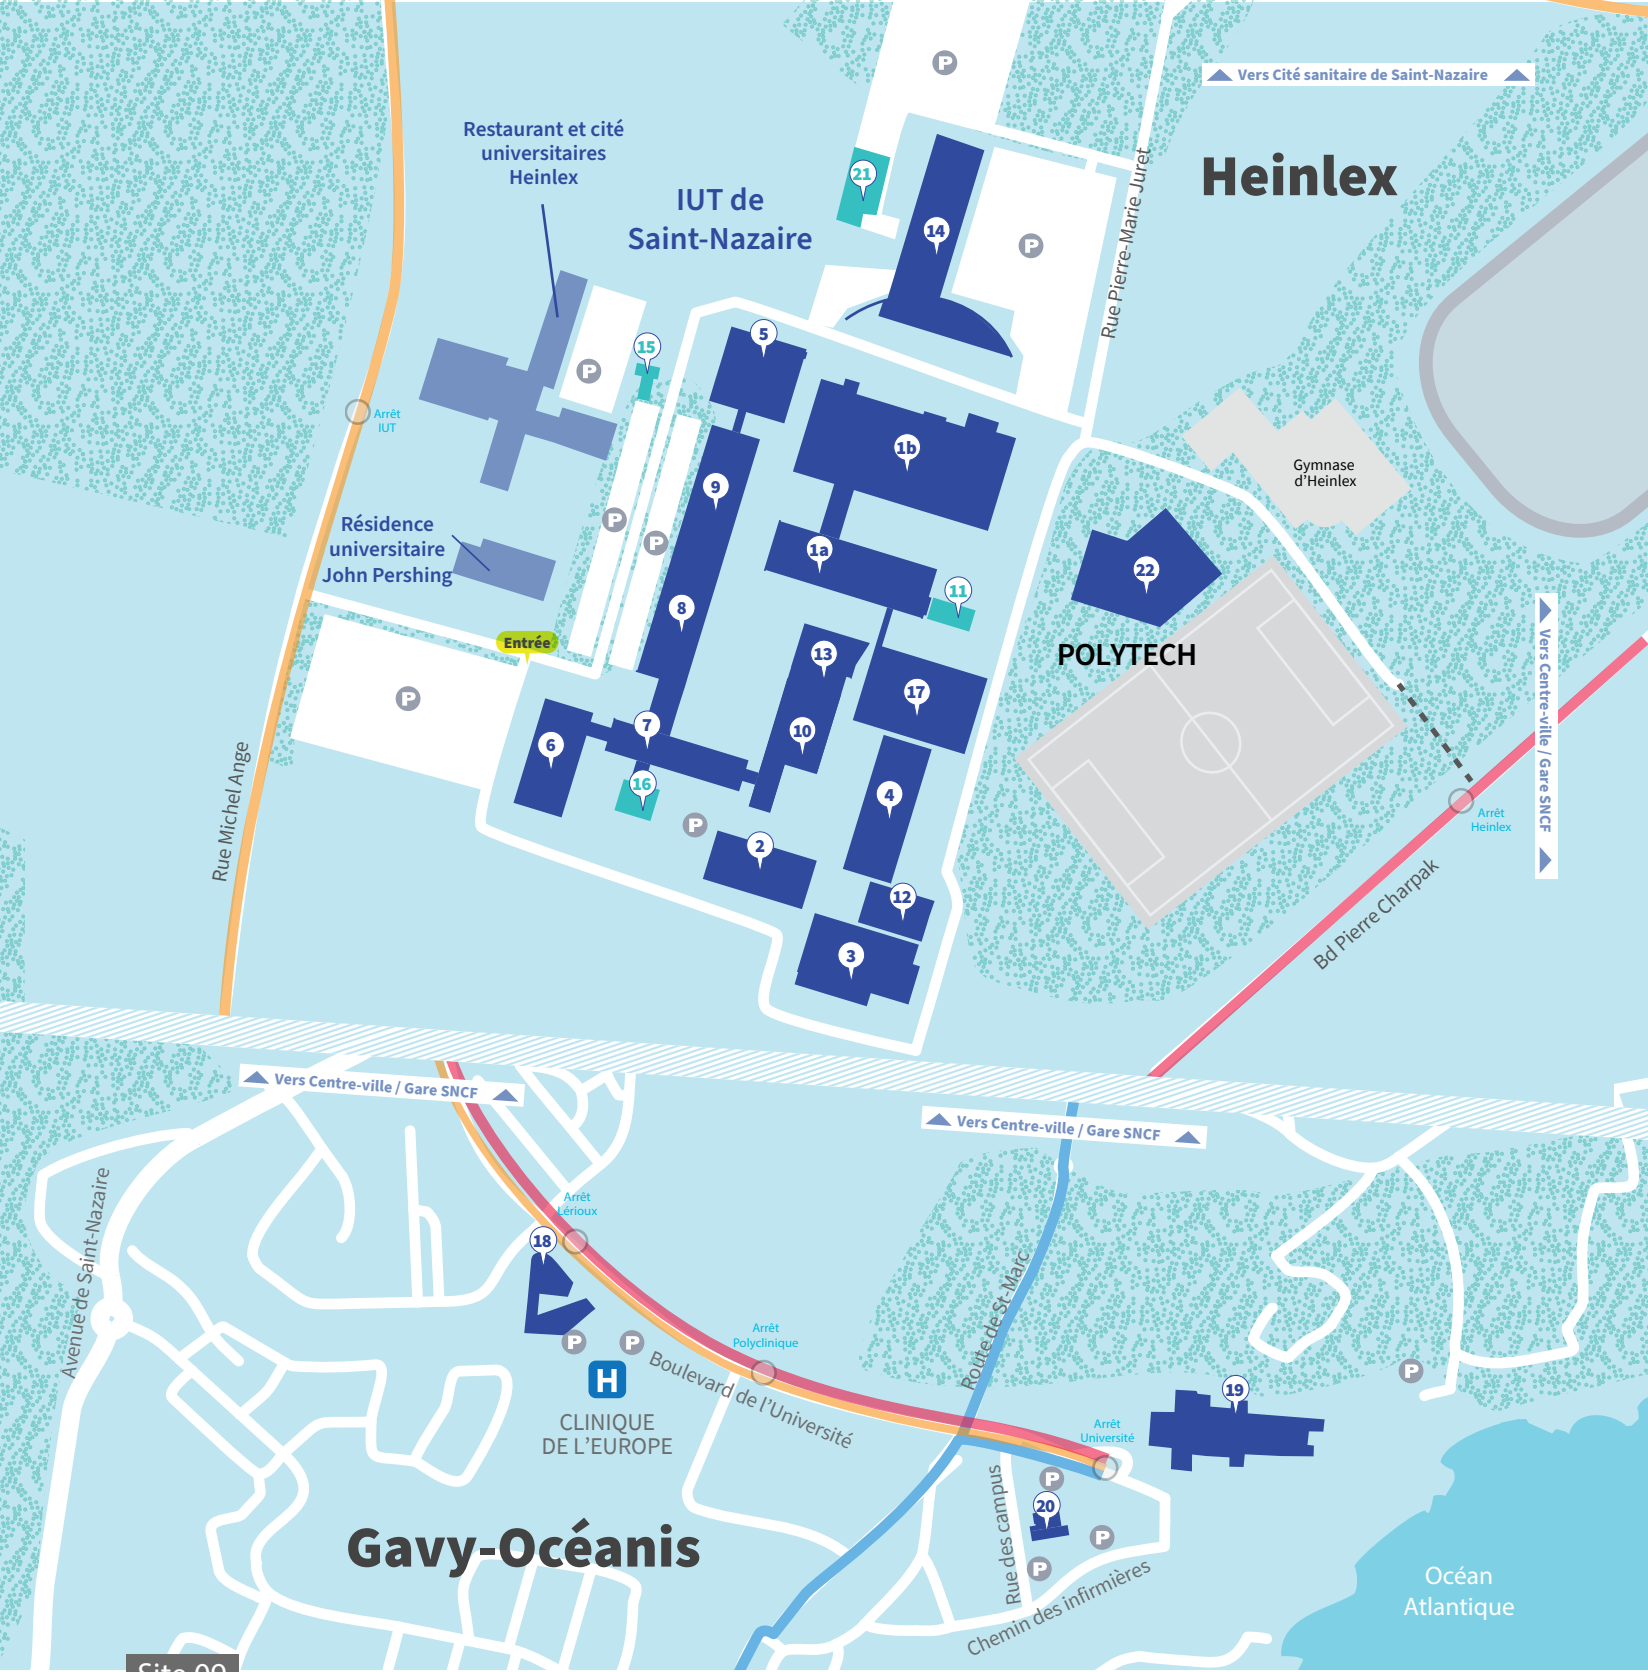 P
Vers Cité sanitaire de Saint-Nazaire
Restaurant et cité
universitaires
Heinlex
Heinlex
21
IUT de
Saint-Nazaire
14
P
Rue Pierre-Marie Juret
5
15
P
Arrêt
IUT
1b
Gymnase
d'Heinlex
9
P
P
Résidence
universitaire
John Pershing
1a
22
11
8
Entrée
13
POLYTECH
Vers Centre-ville / Gare SNCF
P
17
7
6
10
16
4
Arrêt
Heinlex
P
2
Rue Michel Ange
12
Bd Pierre Charpak
3
Vers Centre-ville / Gare SNCF
Vers Centre-ville / Gare SNCF
Avenue de Saint-Nazaire
Arrêt
Lérioux
18
Route de St-Marc
P
P
Arrêt
Polyclinique
H
CLINIQUE
DE L'EUROPE
Boulevard de l'Université
P
19
Arrêt
Université
P
20
Rue des campus
P
P
Chemin des infirmières
Gavy-Océanis
Océan
Atlantique
Site 09